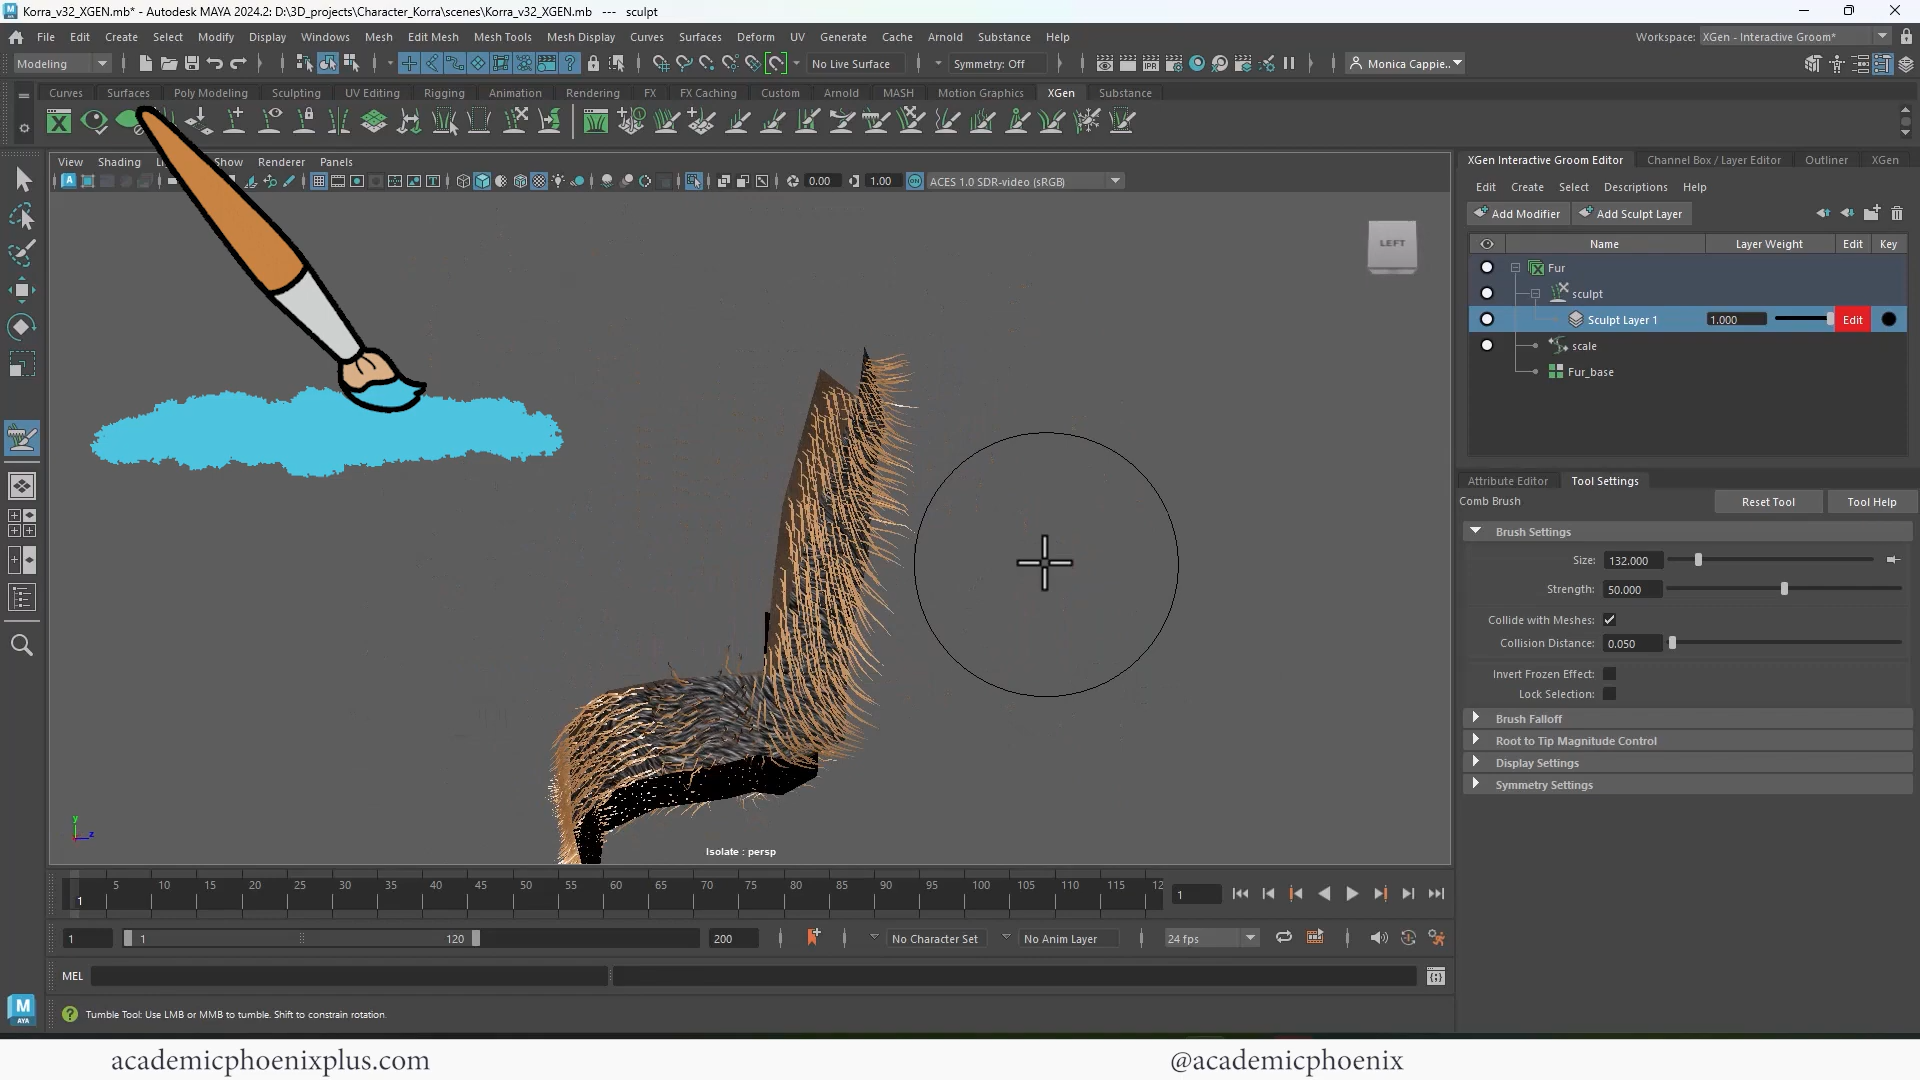 Korra_v32_XGEN.mb* - Autodesk MAYA 2024.2: D:\3D_projects\Character_Korra\scenes\Korra_v32_XGEN.mb --- sculpt
File Edit Create Select Modify Display Windows Mesh Edit Mesh Mesh Tools Mesh Display Curves Surfaces Deform UV Generate Cache Arnold Substance Help
Workspace: XGen - Interactive Groom*
Modeling
No Live Surface
Symmetry: Off
Monica Cappie..
Curves Surfaces Poly Modeling Sculpting UV Editing Rigging Animation Rendering FX FX Caching Custom Arnold MASH Motion Graphics XGen Substance
View Shading Show Renderer Panels
0.00 1.00 ACES 1.0 SDR-video (sRGB)
LEFT
Isolate : persp
XGen Interactive Groom Editor Channel Box / Layer Editor Outliner XGen
Edit Create Select Descriptions Help
Add Modifier Add Sculpt Layer
Name Layer Weight Edit Key
Fur
sculpt
Sculpt Layer 1 1.000 Edit
scale
Fur_base
Attribute Editor Tool Settings
Comb Brush
Reset Tool Tool Help
Brush Settings
Size: 132.000
Strength: 50.000
Collide with Meshes:
Collision Distance: 0.050
Invert Frozen Effect:
Lock Selection:
Brush Falloff
Root to Tip Magnitude Control
Display Settings
Symmetry Settings
5 10 15 20 25 30 35 40 45 50 55 60 65 70 75 80 85 90 95 100 105 110 115 12
1
1
1 1 120 200 No Character Set No Anim Layer 24 fps
MEL
M
AYA
Tumble Tool: Use LMB or MMB to tumble. Shift to constrain rotation.
academicphoenixplus.com
@academicphoenix